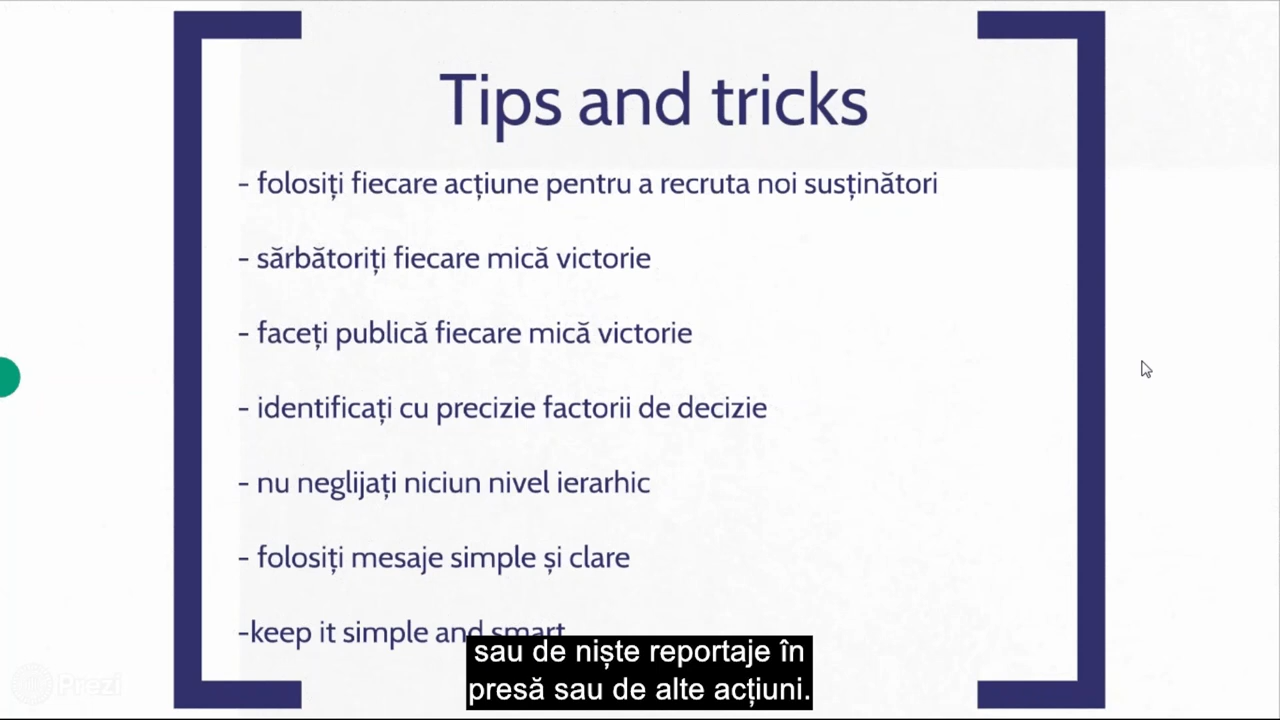 Tips and tricks
- folosiți fiecare acțiune pentru a recruta noi susținători
- sărbătoriți fiecare mică victorie
- faceți publică fiecare mică victorie
- identificați cu precizie factorii de decizie
- nu neglijați niciun nivel ierarhic
- folosiți mesaje simple și clare
-keep it simple and smart
sau de niște reportaje în
presă sau de alte acțiuni.
Prezi